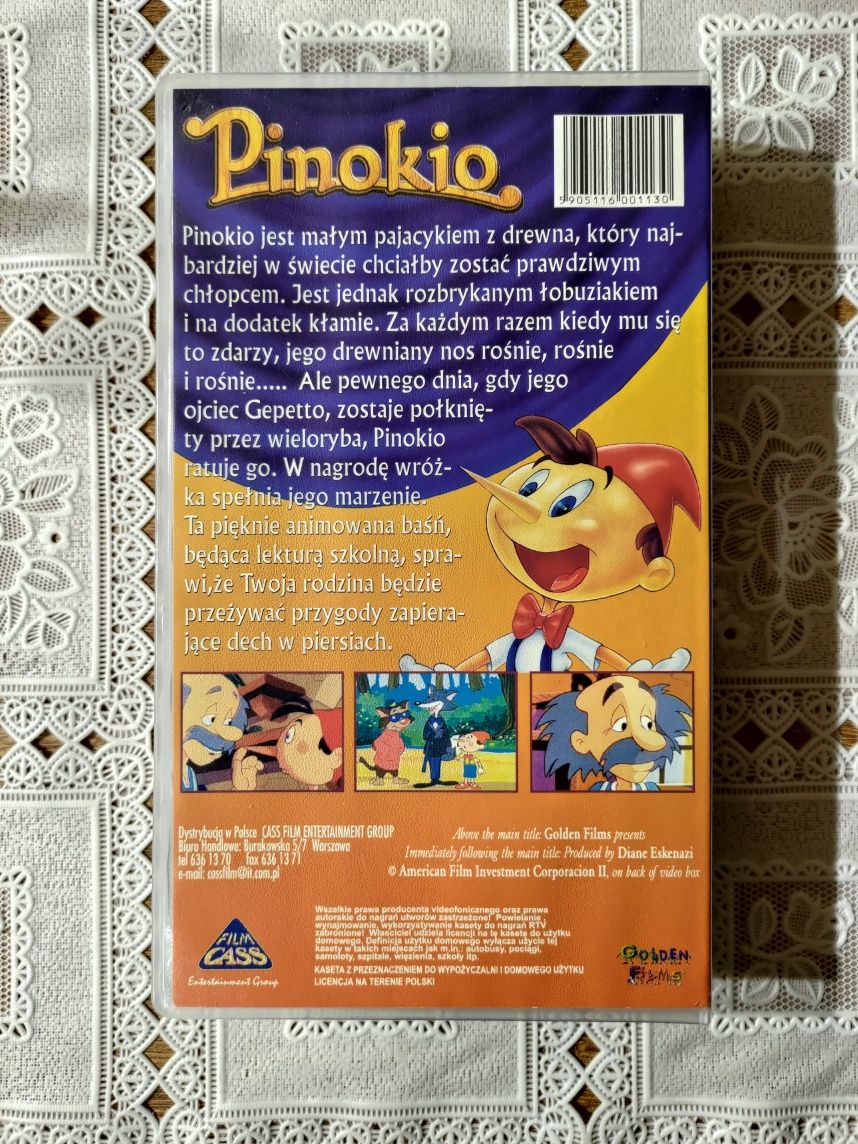 Pinokio
5905116 001130
Pinokio jest małym pajacykiem z drewna, który naj-
bardziej w świecie chciałby zostać prawdziwym
chłopcem. Jest jednak rozbrykanym łobuziakiem
i na dodatek kłamie. Za każdym razem kiedy mu się
to zdarzy, jego drewniany nos rośnie, rośnie
i rośnie..... Ale pewnego dnia, gdy jego
ojciec Gepetto, zostaje połknię-
ty przez wieloryba, Pinokio
ratuje go. W nagrodę wróż-
ka spełnia jego marzenie.
Ta pięknie animowana baśń,
będąca lekturą szkolną, spra-
wi,że Twoja rodzina będzie
przeżywać przygody zapiera-
jące dech w piersiach.
Dystrybucja w Polsce CASS FILM ENTERTAINMENT GROUP
Biuro Handlowe: Burakowska 5/7 Warszawa
tel 636 13 70 fax 636 13 71
e-mail: cassfilm@it.com.pl
Above the main title: Golden Films presents
Immediately following the main title: Produced by Diane Eskenazi
© American Film Investment Corporacion II, on back of video box
FILM
CASS
Entertainment Group
Wszelkie prawa producenta videofonicznego oraz prawa
autorskie do nagrań utworów zastrzeżone! Powielanie ,
wynajmowanie, wykorzystywanie kasety do nagrań RTV
zabronione! Właściciel udziela licencji na tę kasetę do użytku
domowego. Definicja użytku domowego wyłącza użycie tej
kasety w takich miejscach jak m.in.: autobusy, pociągi,
samoloty, szpitale, więzienia, szkoły itp.
KASETA Z PRZEZNACZENIEM DO WYPOŻYCZALNI I DOMOWEGO UŻYTKU
LICENCJA NA TERENIE POLSKI
GOLDEN
FILMS